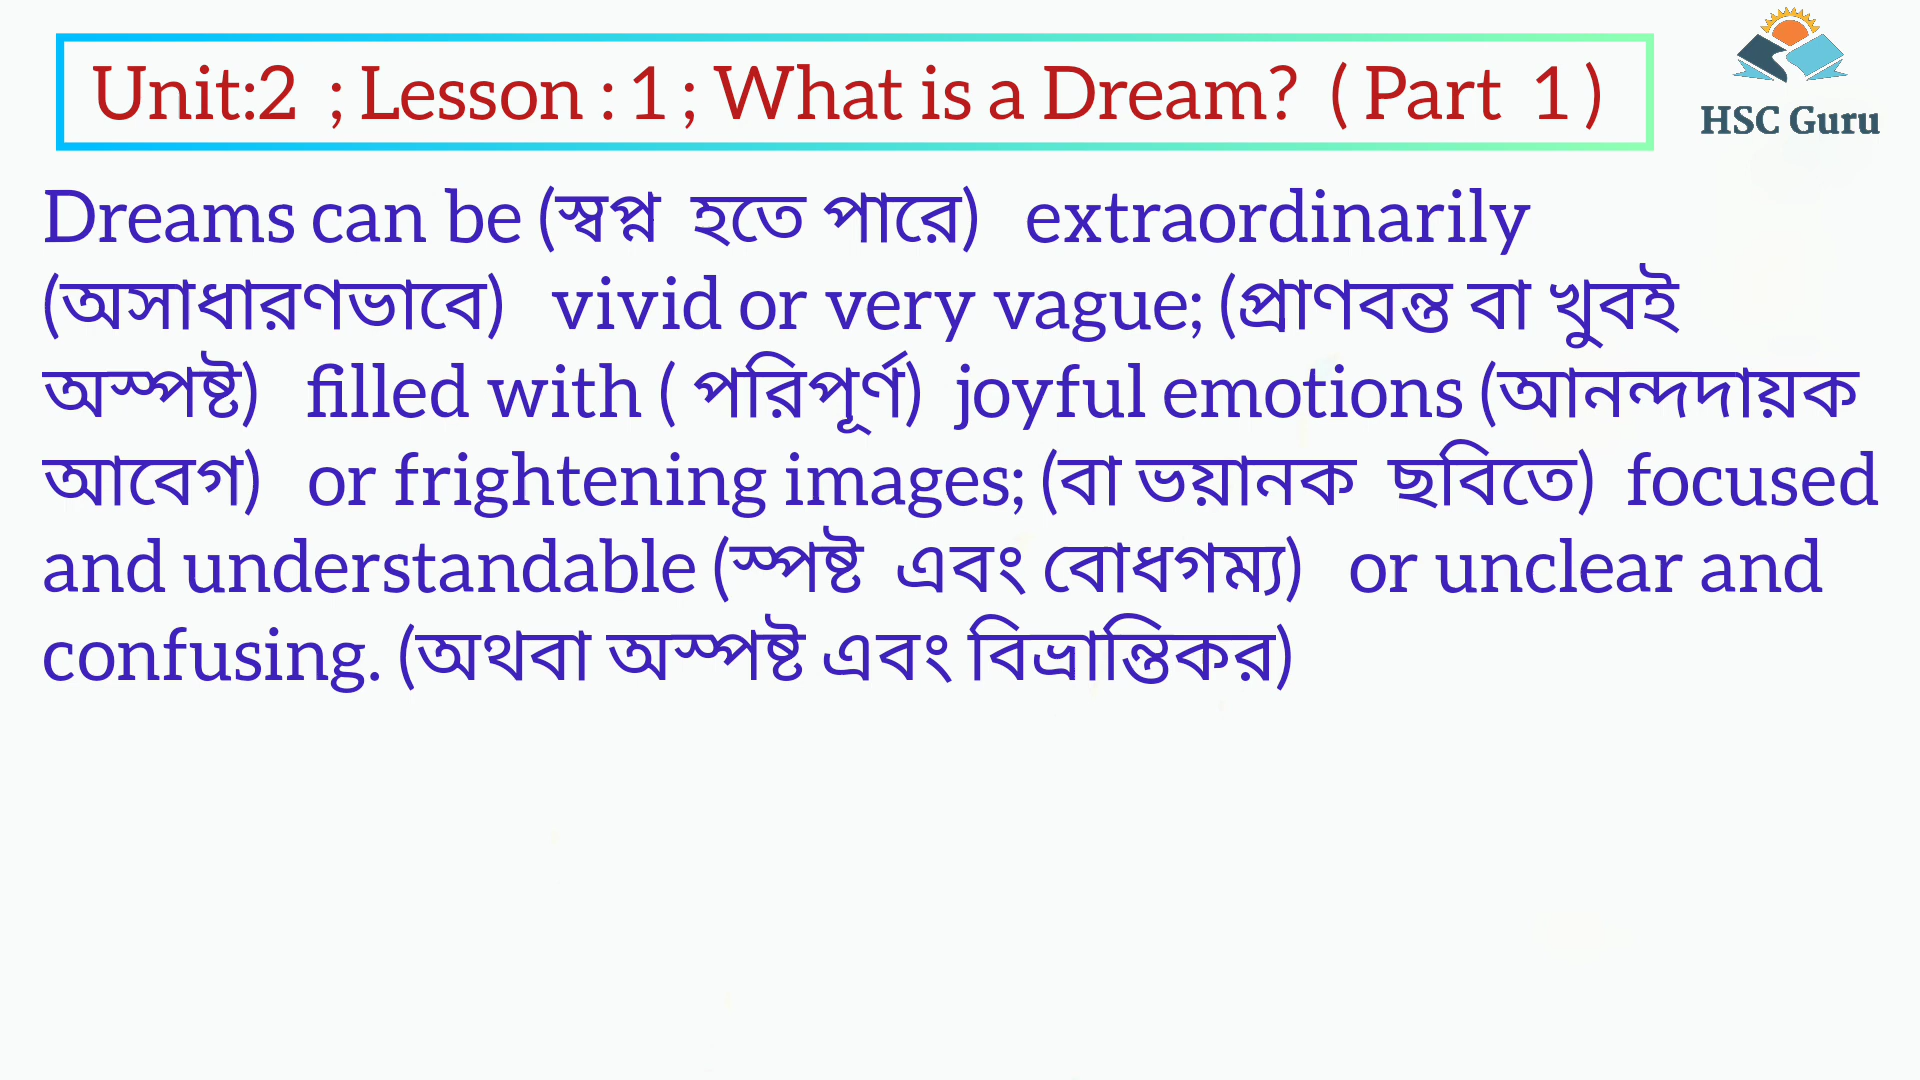 Unit:2 ; Lesson : 1 ; What is a Dream? ( Part 1 )
HSC Guru
Dreams can be (স্বপ্ন হতে পারে) extraordinarily
(অসাধারণভাবে) vivid or very vague; (প্রাণবন্ত বা খুবই
অস্পষ্ট) filled with ( পরিপূর্ণ) joyful emotions (আনন্দদায়ক
আবেগ) or frightening images; (বা ভয়ানক ছবিতে) focused
and understandable (স্পষ্ট এবং বোধগম্য) or unclear and
confusing. (অথবা অস্পষ্ট এবং বিভ্রান্তিকর)